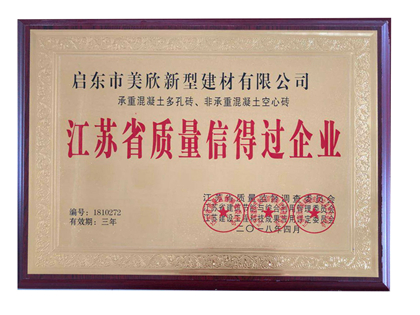 启东市美欣新型建材有限公司
承重混凝土多孔砖、非承重混凝土空心砖
江苏省质量信得过企业
编号：1810272
有效期：三年
二〇一八年四月